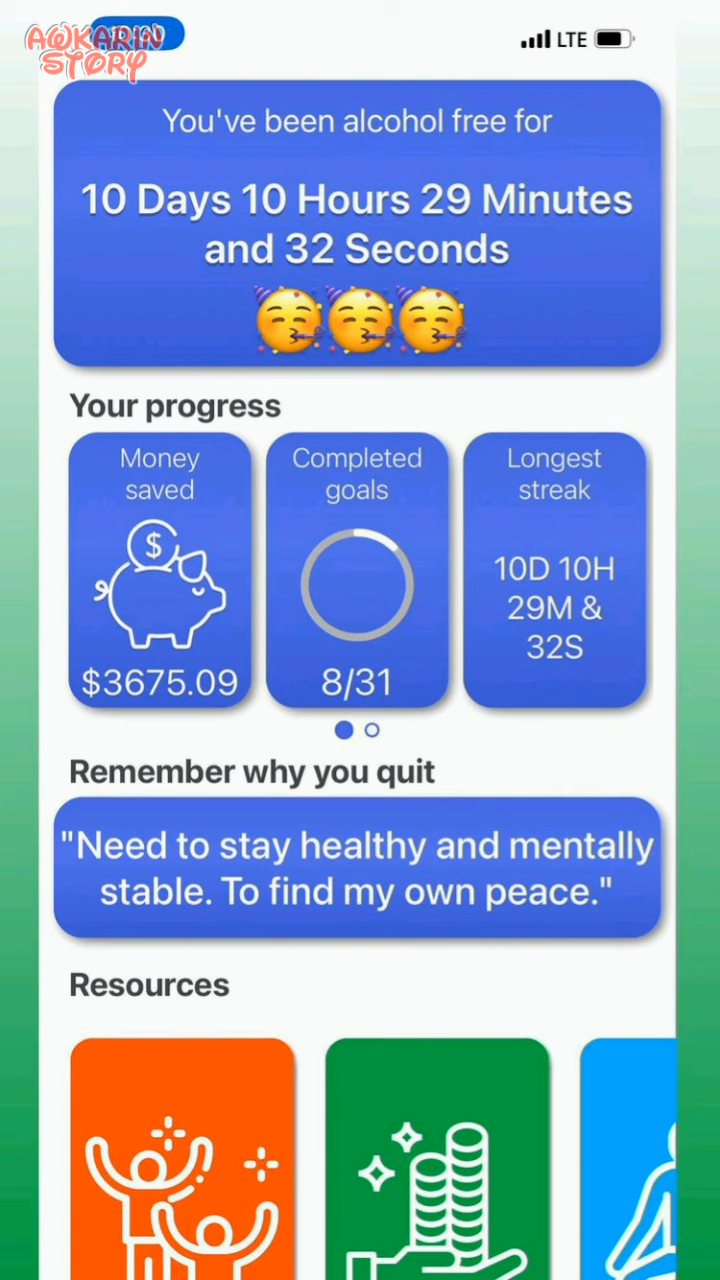 AWKARIN
STORY
LTE
You've been alcohol free for
10 Days 10 Hours 29 Minutes
and 32 Seconds
Your progress
Money
saved
$
$3675.09
Completed
goals
8/31
Longest
streak
10D 10H
29M &
32S
Remember why you quit
"Need to stay healthy and mentally
stable. To find my own peace."
Resources